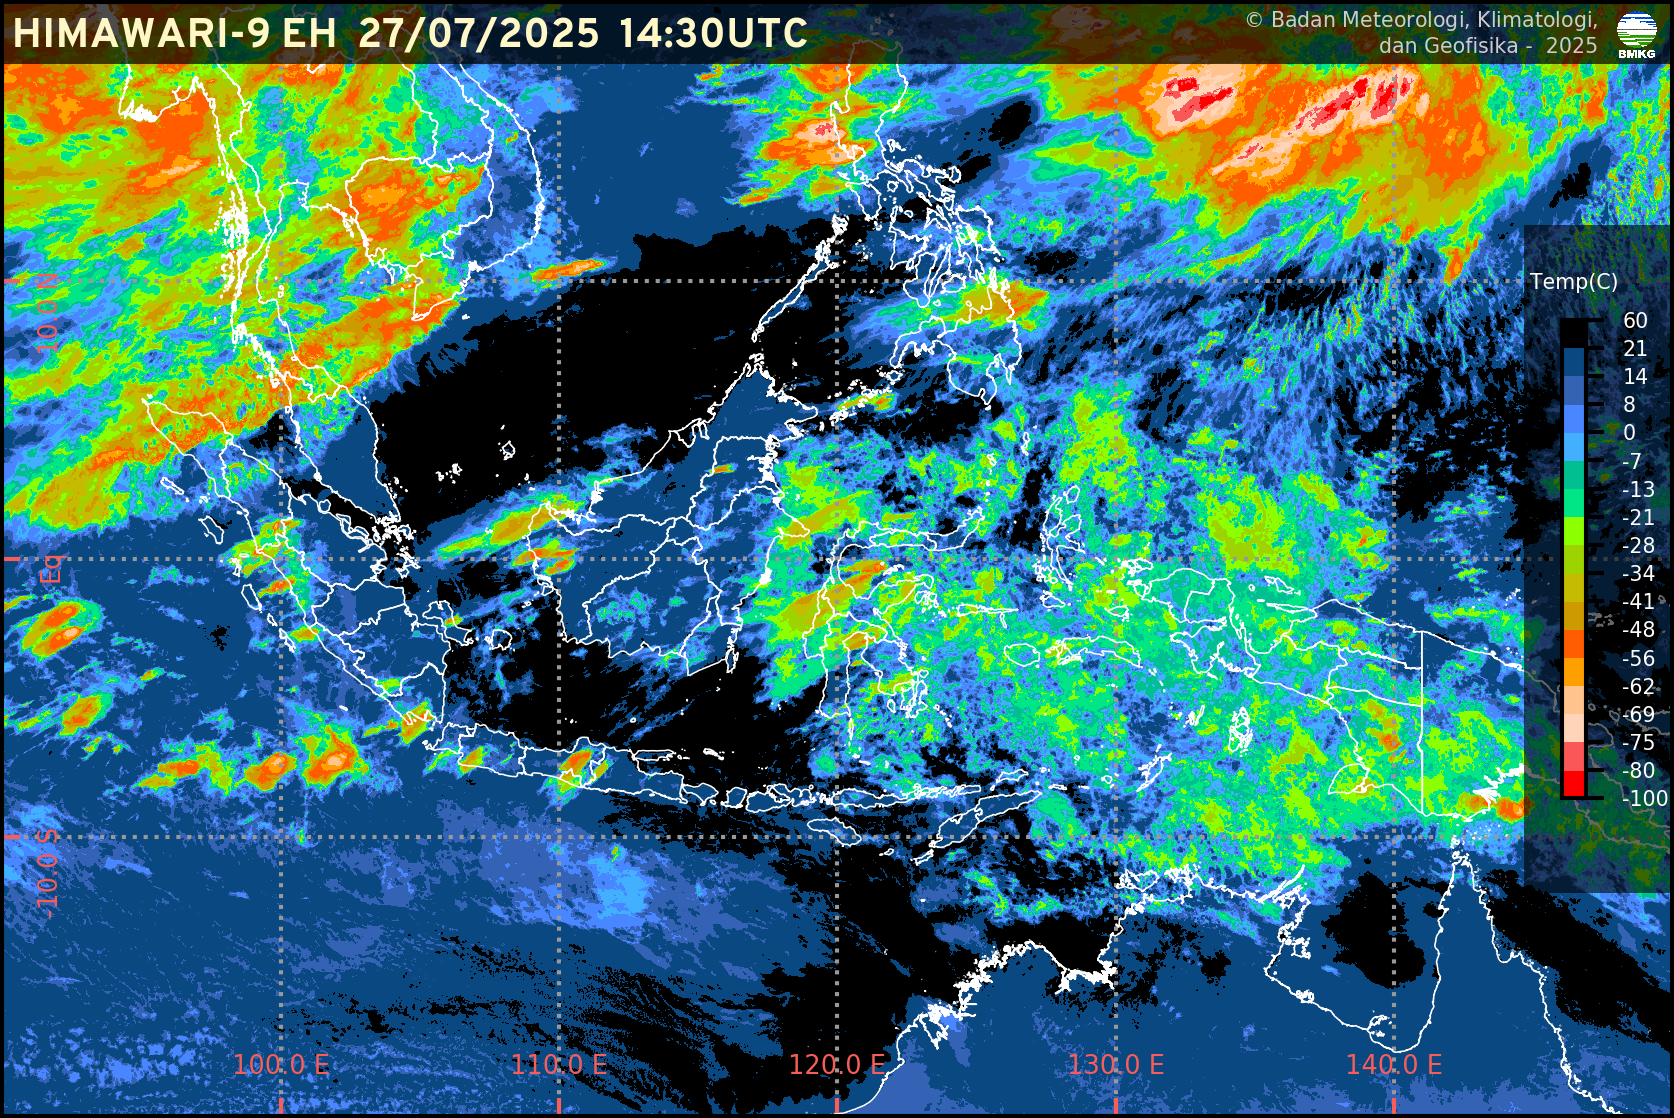 HIMAWARI-9 EH 27/07/2025 14:30UTC
© Badan Meteorologi, Klimatologi,
dan Geofisika - 2025
BMKG
Temp(C)
60
21
14
8
0
-7
-13
-21
-28
-34
-41
-48
-56
-62
-69
-75
-80
-100
10.0 N
Eq
-10.0 S
100.0 E
110.0 E
120.0 E
130.0 E
140.0 E